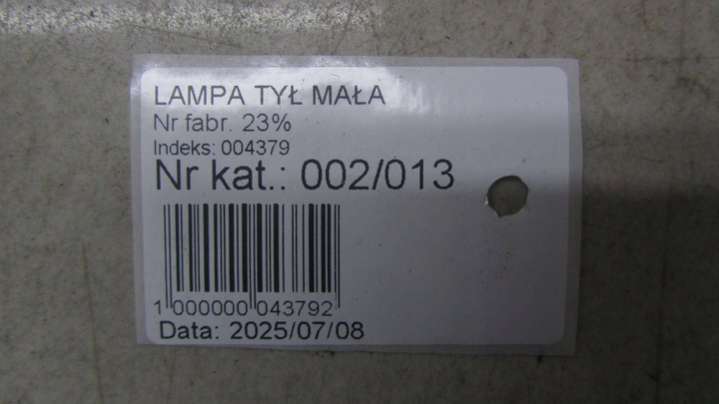 LAMPA TYŁ MAŁA
Nr fabr. 23%
Indeks: 004379
Nr kat.: 002/013
1 000000 043792
Data: 2025/07/08